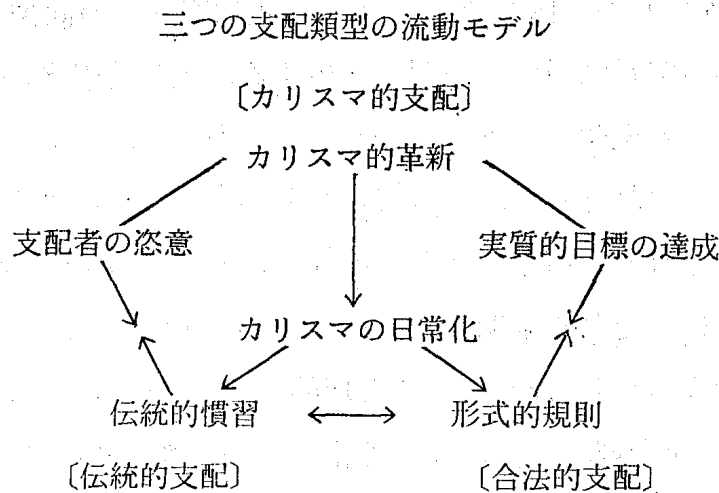 三つの支配類型の流動モデル
〔カリスマ的支配〕
カリスマ的革新
支配者の恣意
実質的目標の達成
カリスマの日常化
伝統的慣習
形式的規則
〔伝統的支配〕
〔合法的支配〕